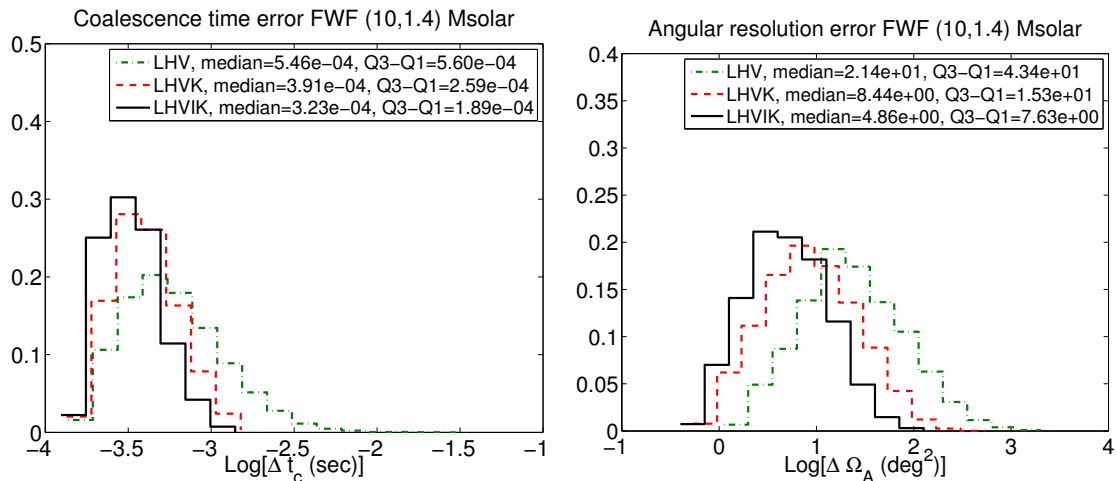 Coalescence time error FWF (10,1.4) Msolar
0.5
0.4
0.3
0.2
0.1
0
LHV, median=5.46e−04, Q3−Q1=5.60e−04
LHVK, median=3.91e−04, Q3−Q1=2.59e−04
LHVIK, median=3.23e−04, Q3−Q1=1.89e−04
−4
−3.5
−3
−2.5
−2
−1.5
−1
Log[Δ t_c (sec)]
Angular resolution error FWF (10,1.4) Msolar
0.4
0.35
0.3
0.25
0.2
0.15
0.1
0.05
0
LHV, median=2.14e+01, Q3−Q1=4.34e+01
LHVK, median=8.44e+00, Q3−Q1=1.53e+01
LHVIK, median=4.86e+00, Q3−Q1=7.63e+00
−1
0
1
2
3
4
Log[Δ Ω_A (deg²)]